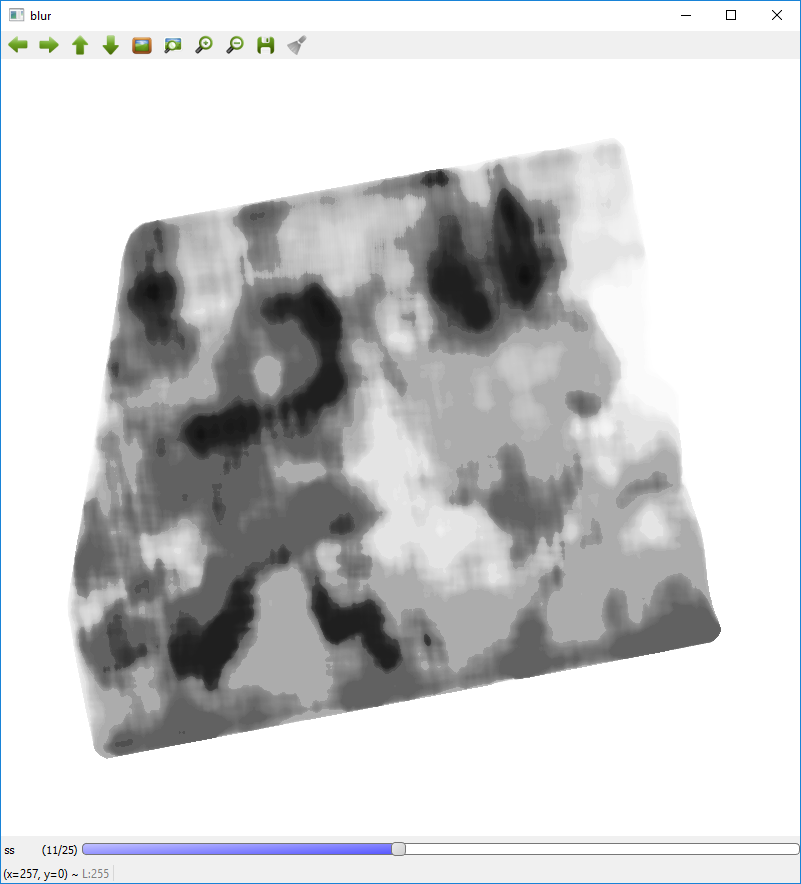 blur
ss (11/25)
(x=257, y=0) ~ L:255